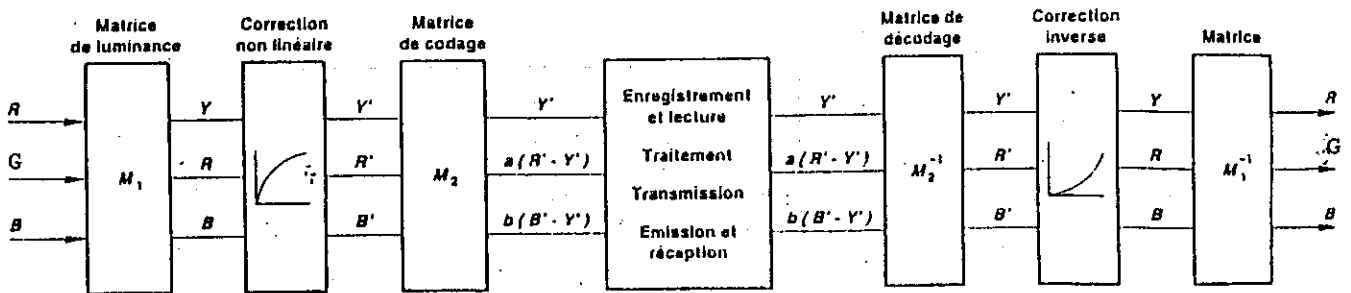 Matrice
de luminance
Correction
non linéaire
Matrice
de codage
Matrice de
décodage
Correction
inverse
Matrice
R
G
B
M₁
Y
R
B
Y'
R'
B'
M₂
Y'
a(R' - Y')
b(B' - Y')
Enregistrement
et lecture
Traitement
Transmission
Emission et
réception
Y'
a(R' - Y')
b(B' - Y')
M₂⁻¹
Y'
R'
B'
Y
R
B
M₁⁻¹
R
G
B